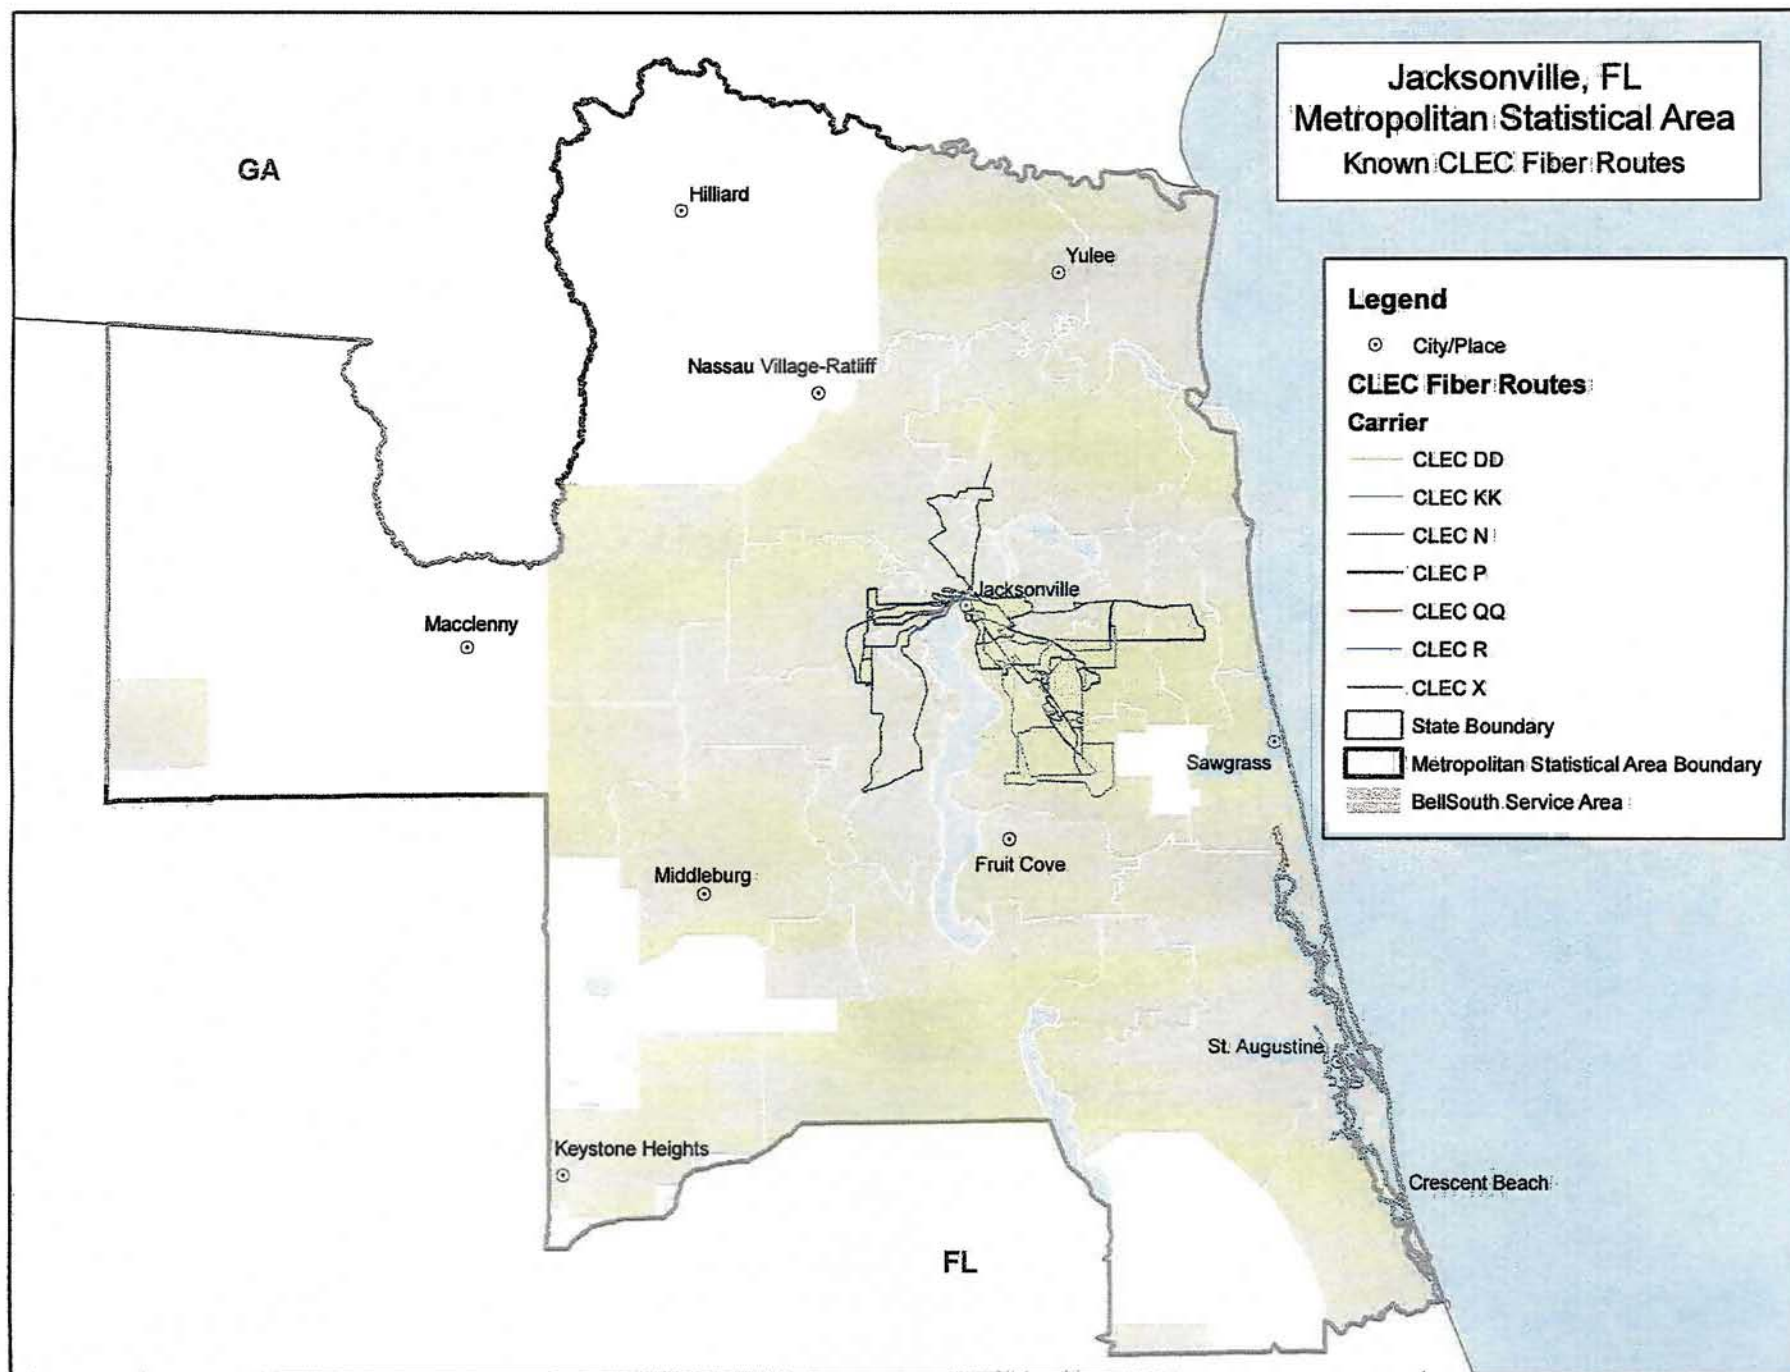 Jacksonville, FL
Metropolitan Statistical Area
Known CLEC Fiber Routes
GA
Hilliard
Yulee
Nassau Village-Ratliff
Legend
City/Place
CLEC Fiber Routes
Carrier
CLEC DD
CLEC KK
CLEC N
CLEC P
CLEC QQ
CLEC R
CLEC X
State Boundary
Metropolitan Statistical Area Boundary
BellSouth Service Area
Jacksonville
Macclenny
Sawgrass
Fruit Cove
Middleburg
St. Augustine
Keystone Heights
Crescent Beach
FL